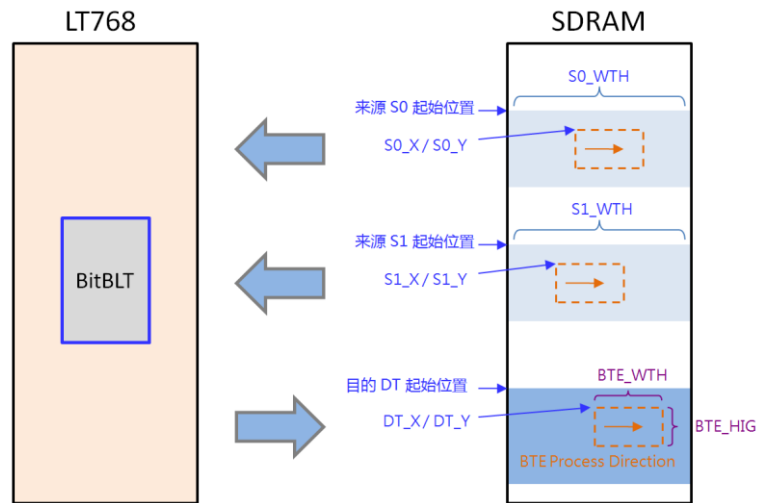 LT768
SDRAM
S0_WTH
来源 S0 起始位置
S0_X / S0_Y
S1_WTH
来源 S1 起始位置
S1_X / S1_Y
BitBLT
目的 DT 起始位置
BTE_WTH
DT_X / DT_Y
BTE_HIG
BTE Process Direction